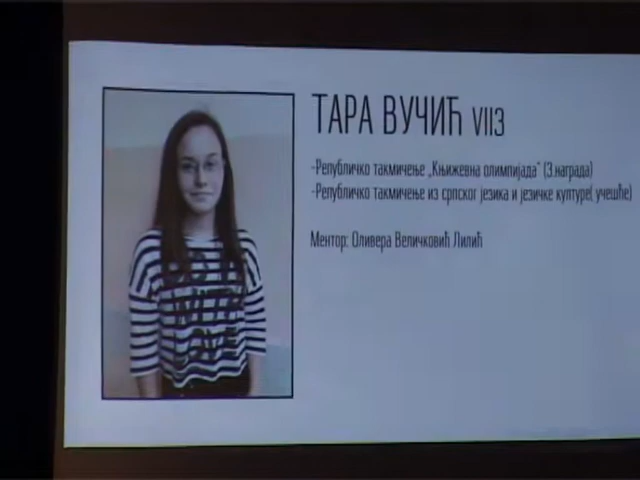 ТАРА ВУЧИЋ VII3
-Републичко такмичење „Књижевна олимпијада" (3.награда)
-Републичко такмичење из српског језика и језичке културе( учешће)
Ментор: Оливера Величковић Лилић
LOVE